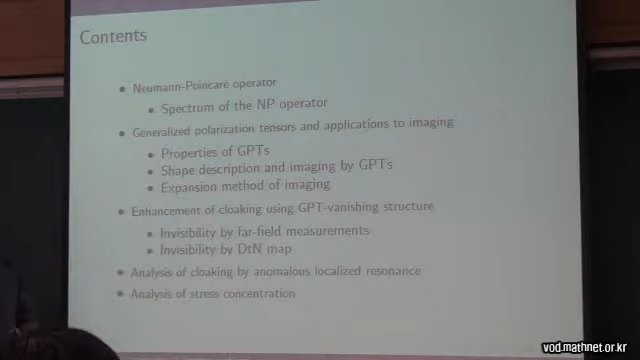 Contents
• Neumann-Poincaré operator
• Spectrum of the NP operator
• Generalized polarization tensors and applications to imaging
• Properties of GPTs
• Shape description and imaging by GPTs
• Expansion method of imaging
• Enhancement of cloaking using GPT-vanishing structure
• Invisibility by far-field measurements
• Invisibility by DtN map
• Analysis of cloaking by anomalous localized resonance
• Analysis of stress concentration
vod.mathnet.or.kr